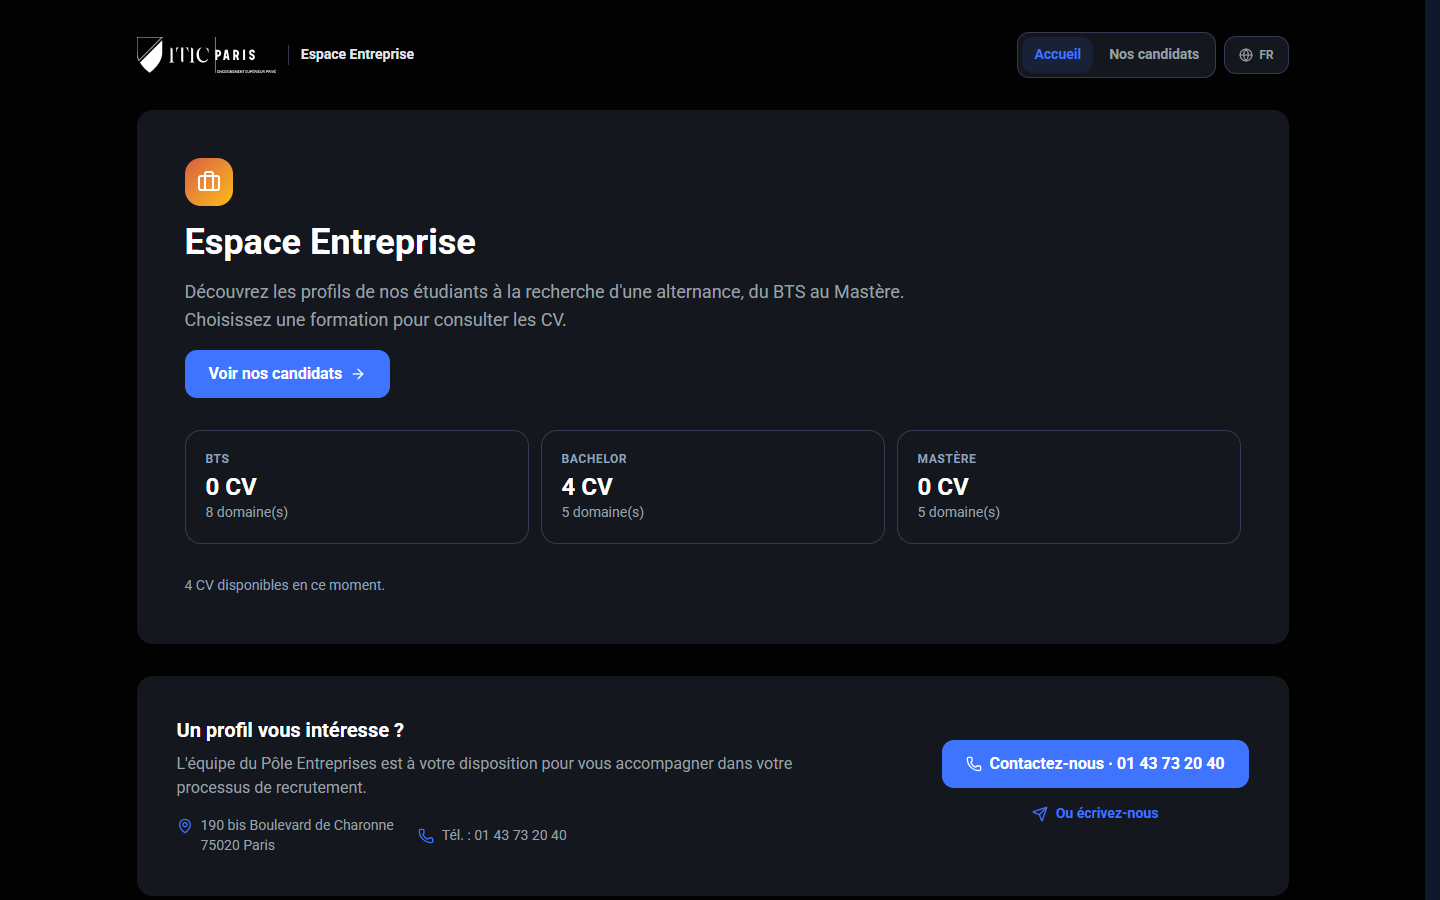 ITIC PARIS
ENSEIGNEMENT SUPÉRIEUR PRIVÉ
Espace Entreprise
Accueil
Nos candidats
FR
Espace Entreprise
Découvrez les profils de nos étudiants à la recherche d'une alternance, du BTS au Mastère.
Choisissez une formation pour consulter les CV.
Voir nos candidats
BTS
0 CV
8 domaine(s)
BACHELOR
4 CV
5 domaine(s)
MASTÈRE
0 CV
5 domaine(s)
4 CV disponibles en ce moment.
Un profil vous intéresse ?
L'équipe du Pôle Entreprises est à votre disposition pour vous accompagner dans votre
processus de recrutement.
190 bis Boulevard de Charonne
75020 Paris
Tél. : 01 43 73 20 40
Contactez-nous · 01 43 73 20 40
Ou écrivez-nous